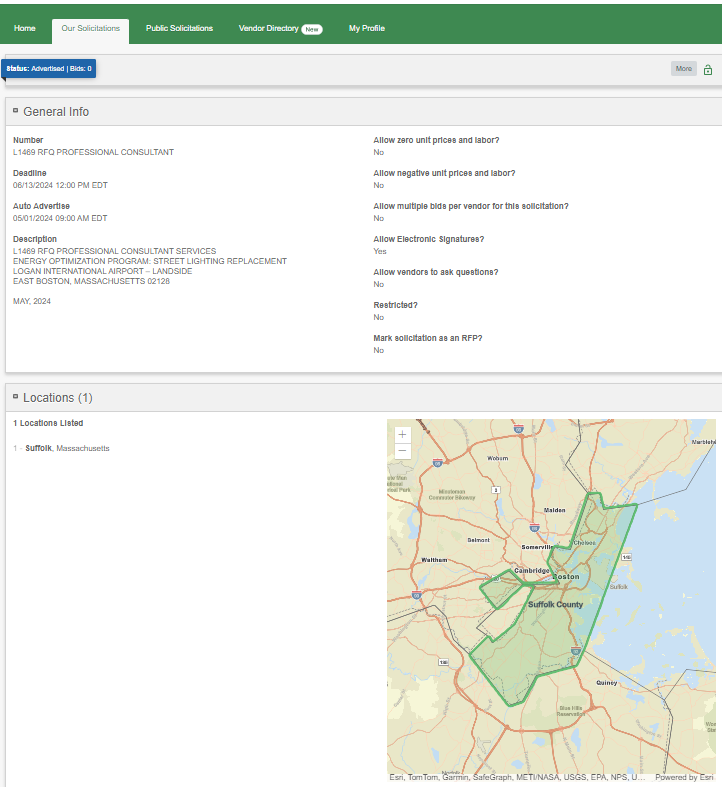 Home
Our Solicitations
Public Solicitations
Vendor Directory New
My Profile
Status: Advertised | Bids: 0
More
General Info
Number
L1469 RFQ PROFESSIONAL CONSULTANT
Deadline
06/13/2024 12:00 PM EDT
Auto Advertise
05/01/2024 09:00 AM EDT
Description
L1469 RFQ PROFESSIONAL CONSULTANT SERVICES
ENERGY OPTIMIZATION PROGRAM: STREET LIGHTING REPLACEMENT
LOGAN INTERNATIONAL AIRPORT – LANDSIDE
EAST BOSTON, MASSACHUSETTS 02128
MAY, 2024
Allow zero unit prices and labor?
No
Allow negative unit prices and labor?
No
Allow multiple bids per vendor for this solicitation?
No
Allow Electronic Signatures?
Yes
Allow vendors to ask questions?
No
Restricted?
No
Mark solicitation as an RFP?
No
Locations (1)
1 Locations Listed
1 - Suffolk, Massachusetts
+
−
Marbleh
Woburn
Minuteman
Commuter Bikeway
3
Malden
Belmont
Somerville
Chelsea
Waltham
Cambridge
Boston
145
Suffolk
Suffolk County
Quincy
Blue Hills
Reservation
Esri, TomTom, Garmin, SafeGraph, METI/NASA, USGS, EPA, NPS, U...
Powered by Esri